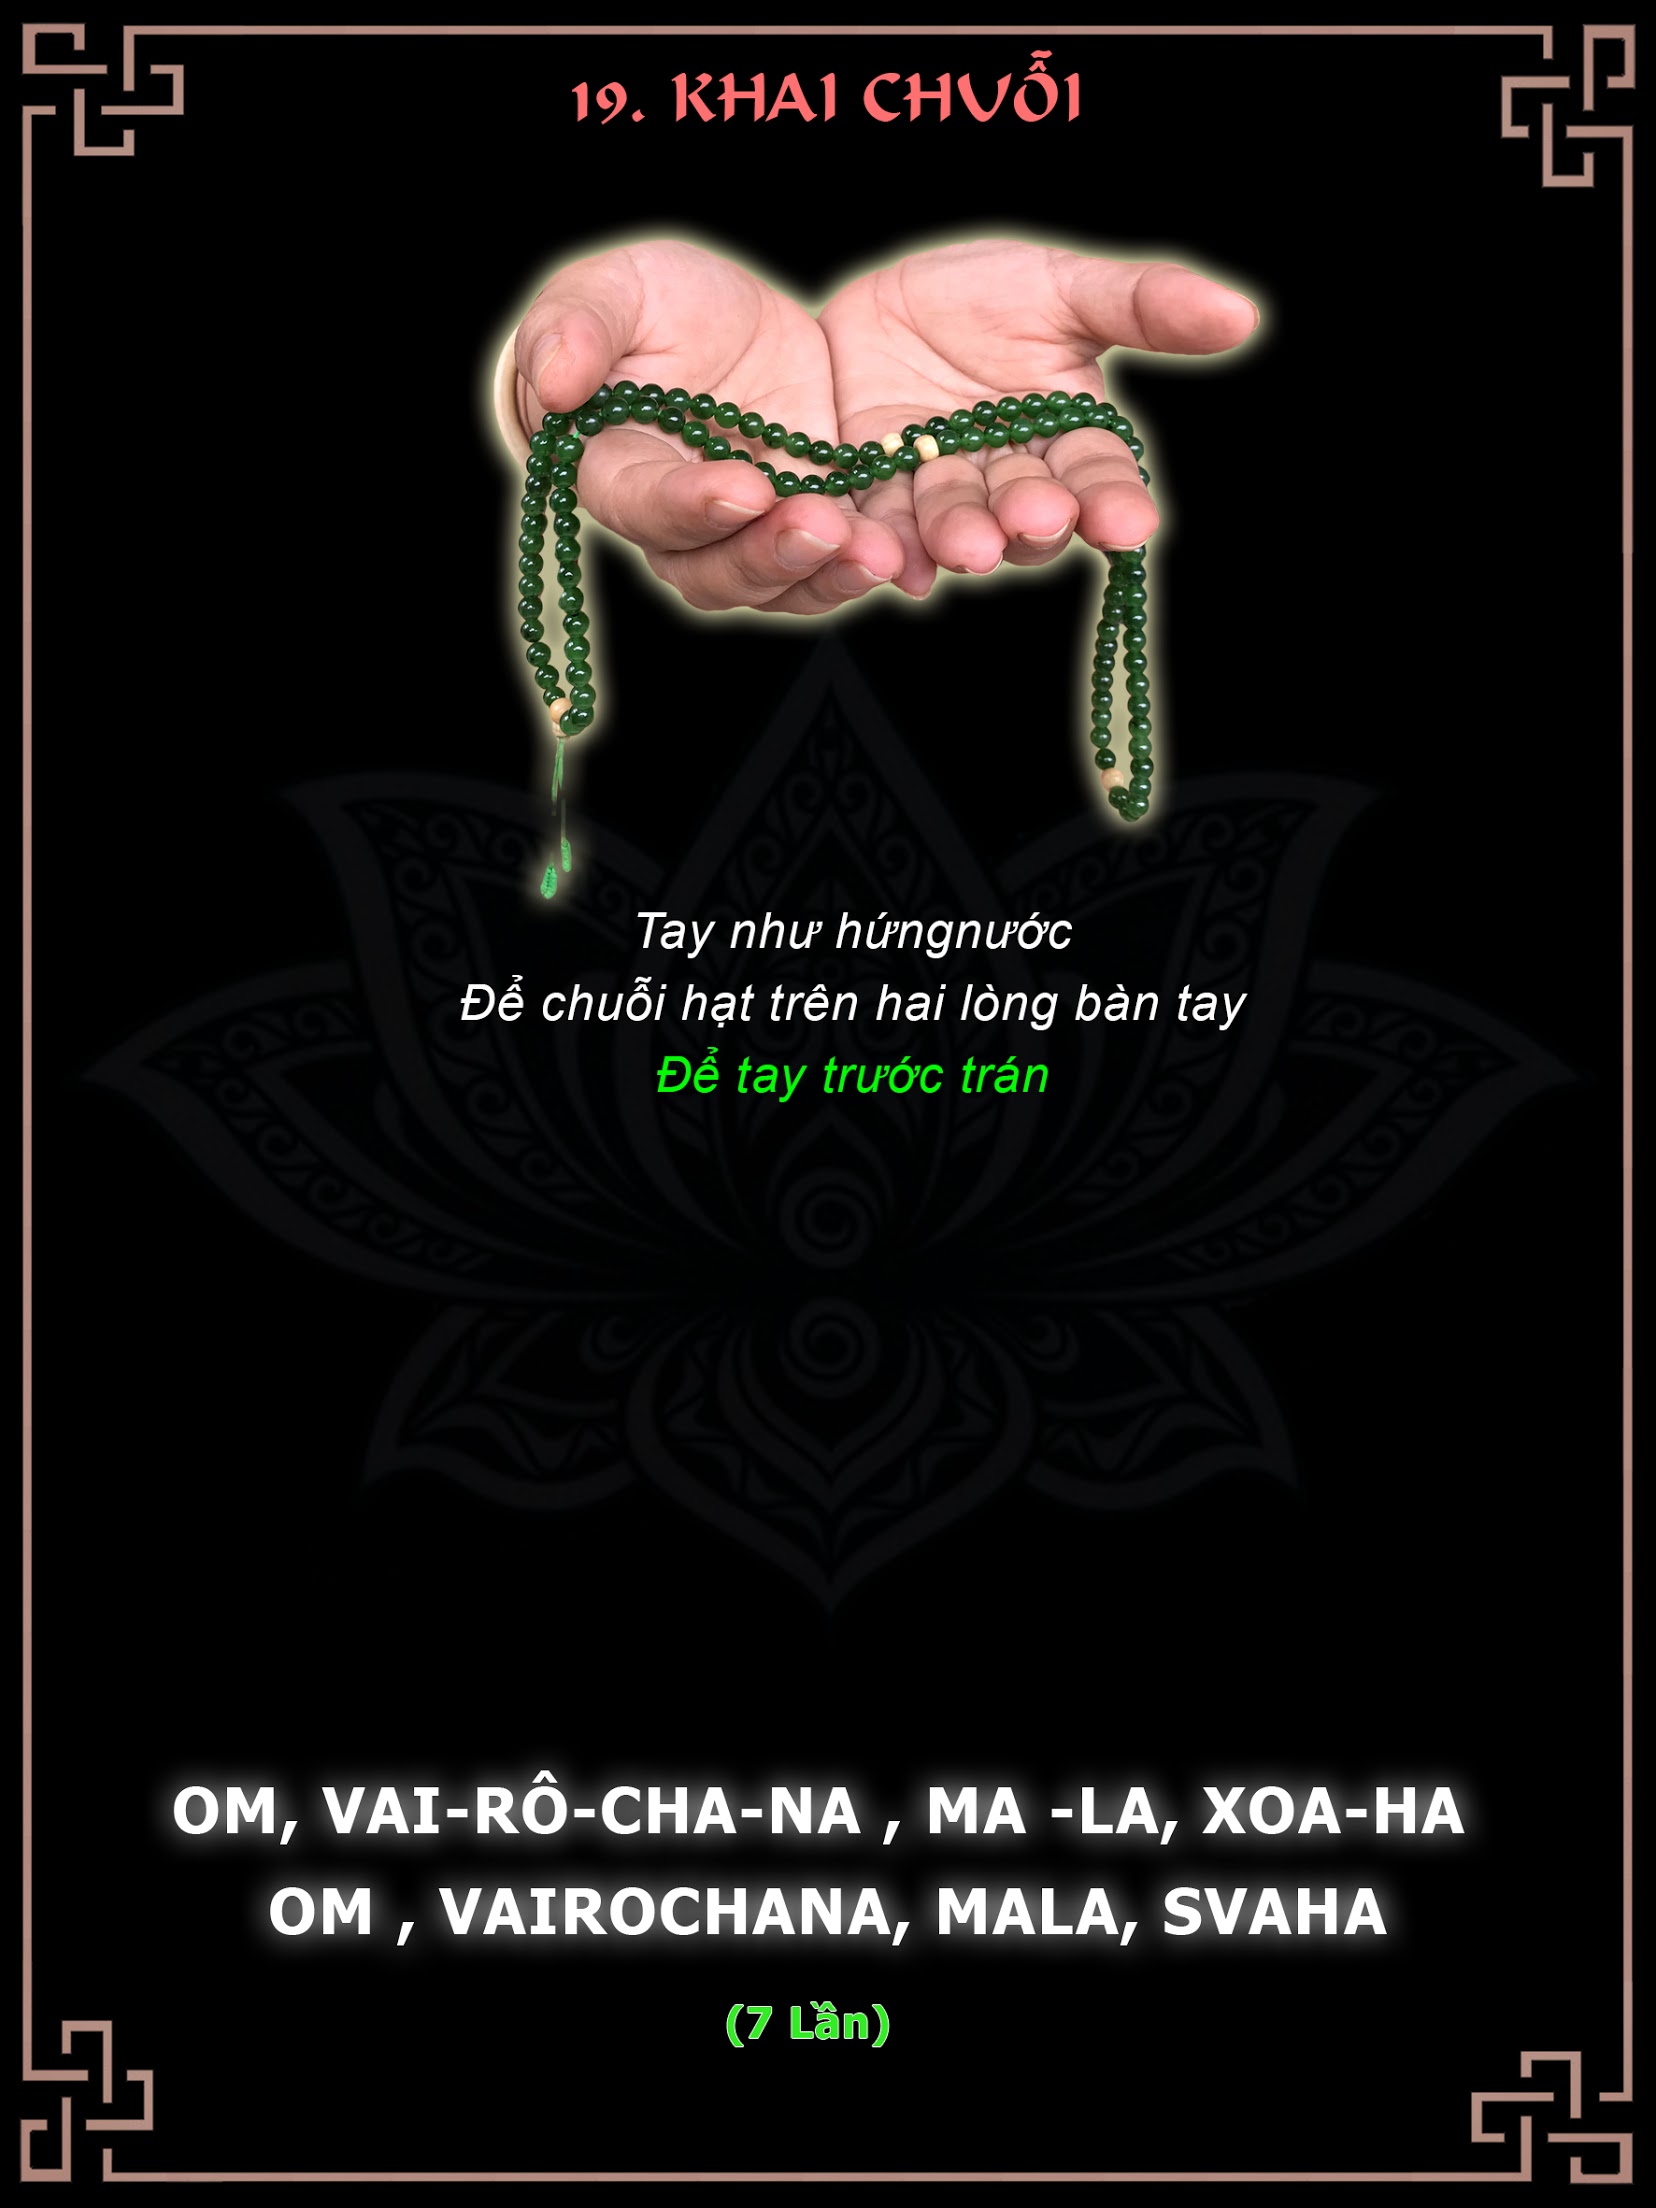 19. KHAI CHUỖI
Tay như hứngnước
Để chuỗi hạt trên hai lòng bàn tay
Để tay trước trán
OM, VAI-RÔ-CHA-NA , MA -LA, XOA-HA
OM , VAIROCHANA, MALA, SVAHA
(7 Lần)